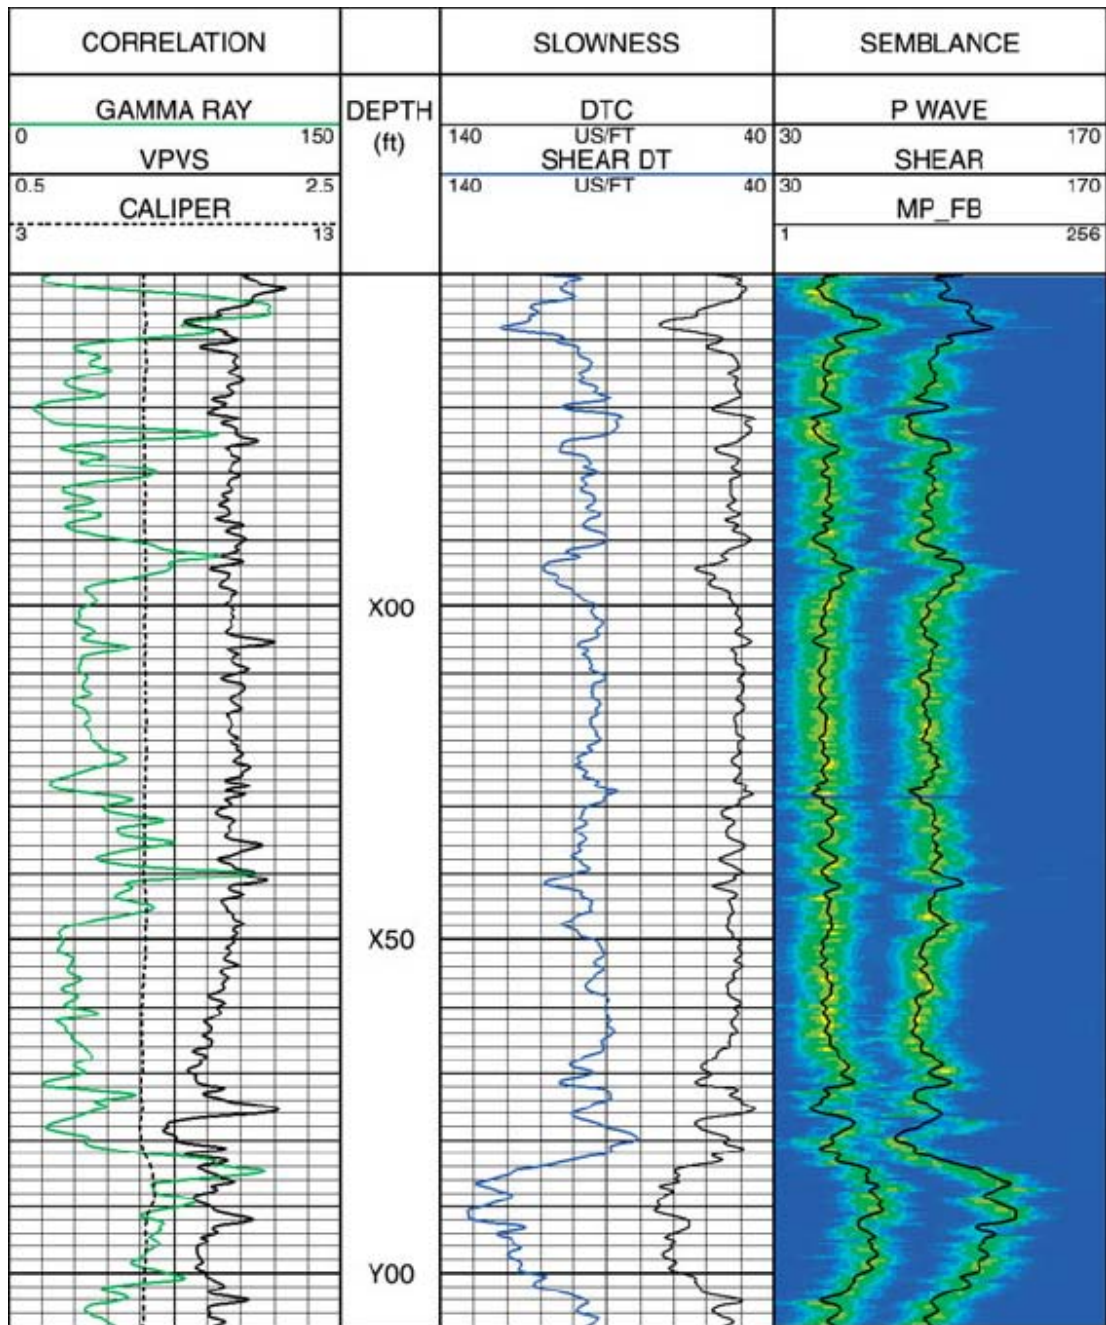 CORRELATION SLOWNESS SEMBLANCE
GAMMA RAY DEPTH DTC P WAVE
0 150 (ft) 140 US/FT 40 30 170
VPVS SHEAR DT SHEAR
0.5 2.5 140 US/FT 40 30 170
CALIPER MP_FB
3 13 1 256
X00
X50
Y00